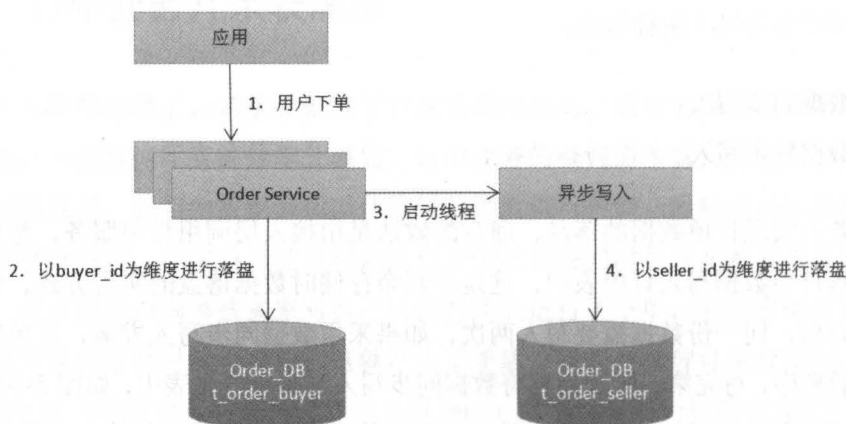 应用
1. 用户下单
Order Service
3. 启动线程
异步写入
2. 以buyer_id为维度进行落盘
4. 以seller_id为维度进行落盘
Order_DB
t_order_buyer
Order_DB
t_order_seller